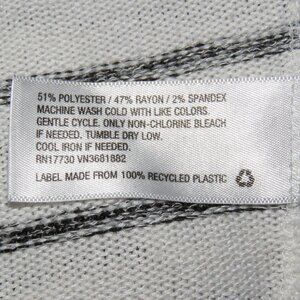 51% POLYESTER / 47% RAYON / 2% SPANDEX
MACHINE WASH COLD WITH LIKE COLORS.
GENTLE CYCLE. ONLY NON-CHLORINE BLEACH
IF NEEDED. TUMBLE DRY LOW.
COOL IRON IF NEEDED.
RN17730 VN3681882
LABEL MADE FROM 100% RECYCLED PLASTIC